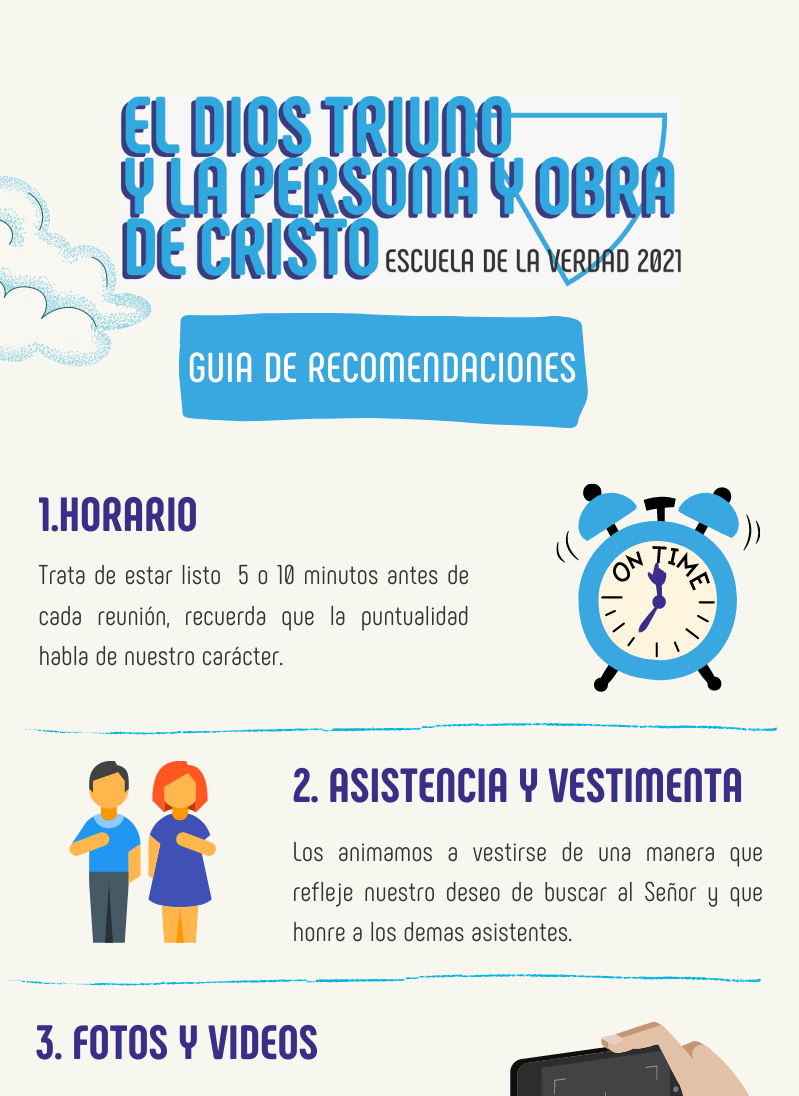 EL DIOS TRIUNO
Y LA PERSONA Y OBRA
DE CRISTO ESCUELA DE LA VERDAD 2021
GUIA DE RECOMENDACIONES
1.HORARIO
Trata de estar listo  5 o 10 minutos antes de
cada reunión, recuerda que la puntualidad
habla de nuestro carácter.
ON TIME
2. ASISTENCIA Y VESTIMENTA
Los animamos a vestirse de una manera que
refleje nuestro deseo de buscar al Señor y que
honre a los demas asistentes.
3. FOTOS Y VIDEOS